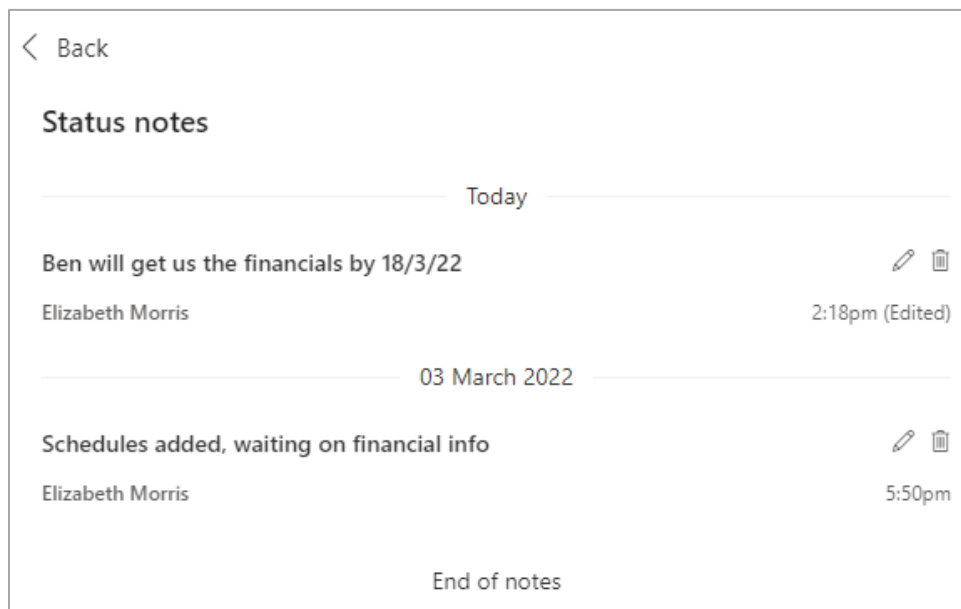 Back
Status notes
Today
Ben will get us the financials by 18/3/22
Elizabeth Morris 2:18pm (Edited)
03 March 2022
Schedules added, waiting on financial info
Elizabeth Morris 5:50pm
End of notes